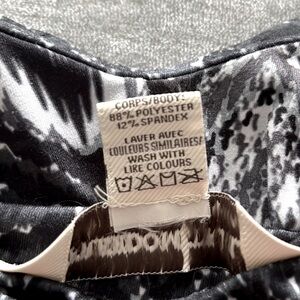 CORPS/BODY:
88% POLYESTER
12% SPANDEX
LAVER AVEC
COULEURS SIMILAIRES/
WASH WITH
LIKE COLOURS